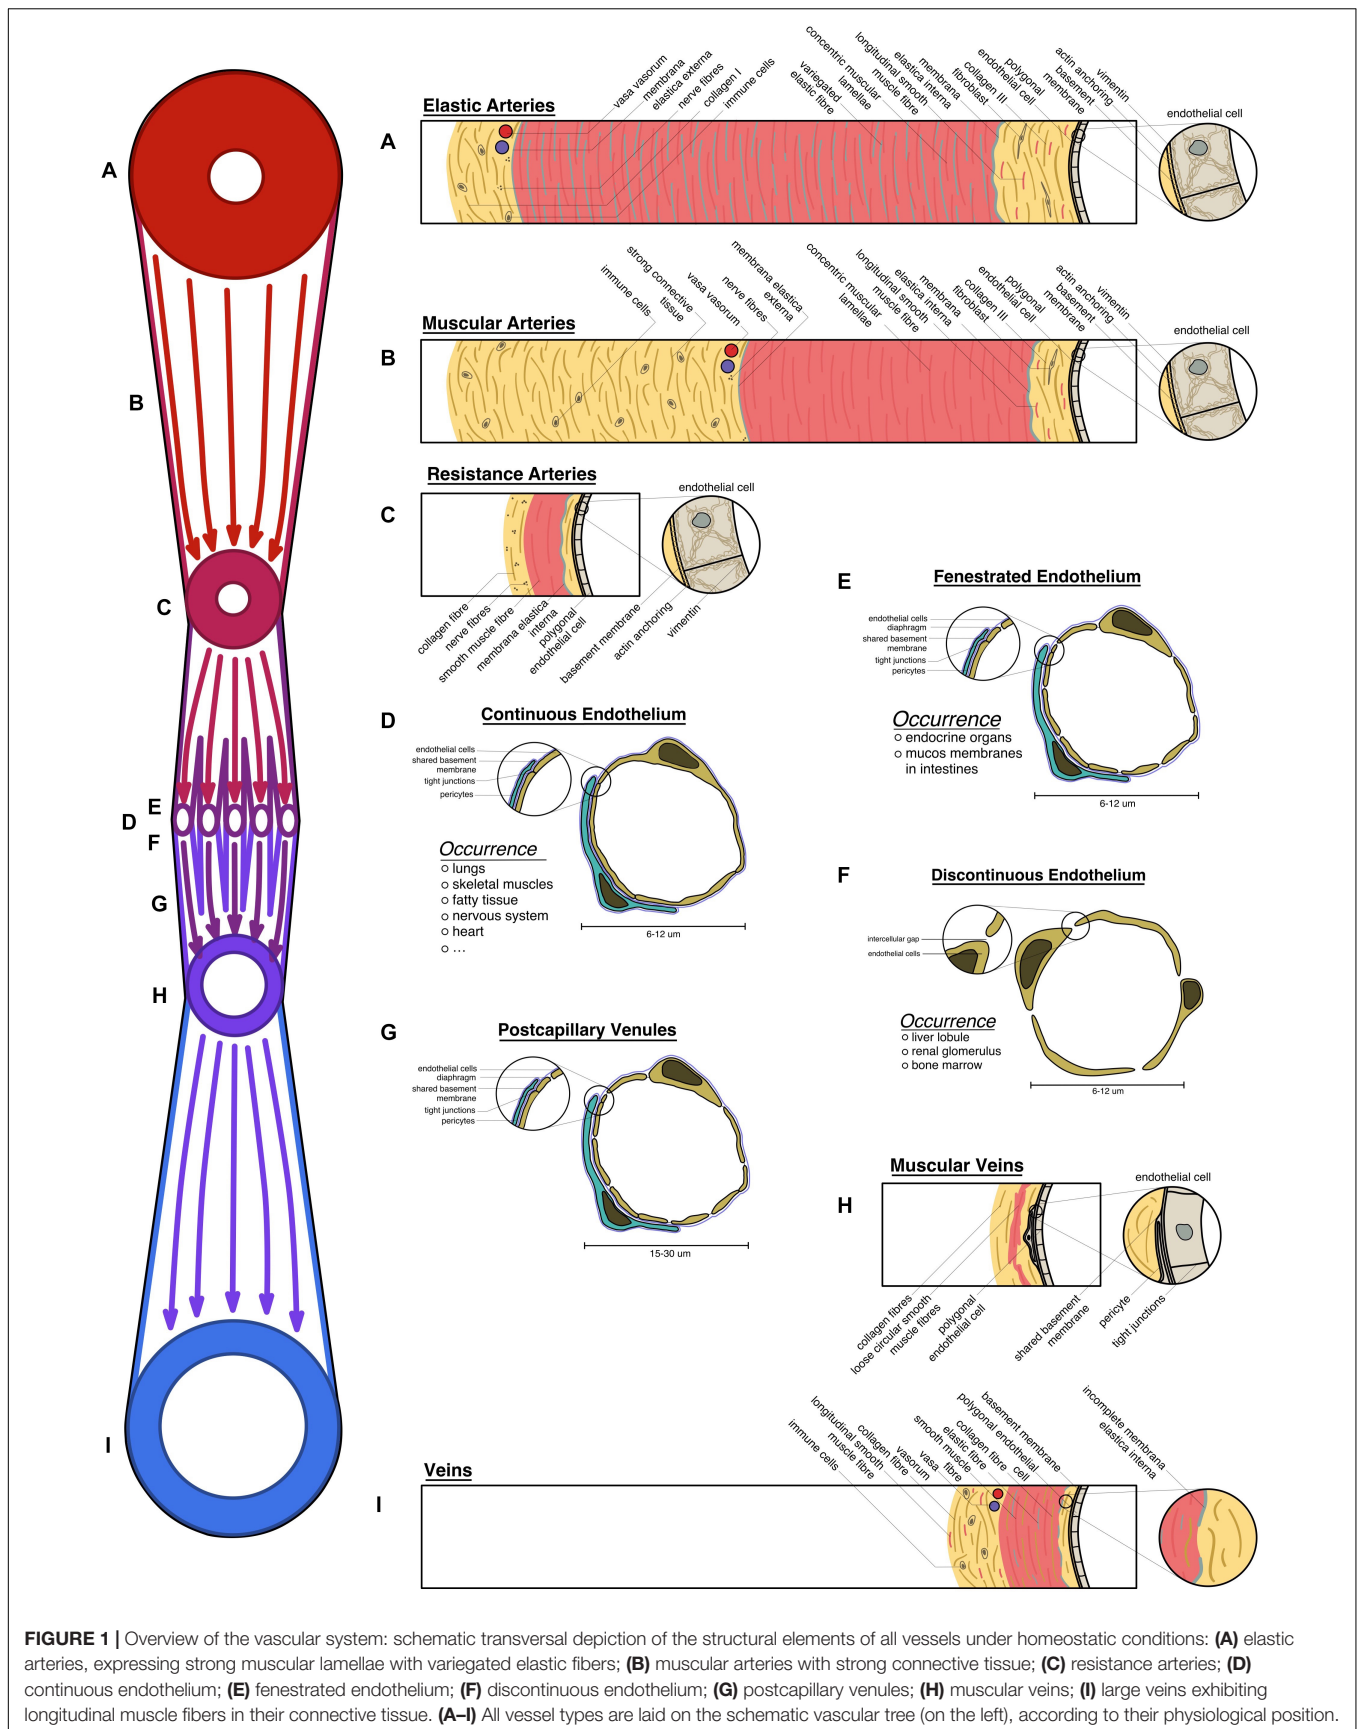 Elastic Arteries
A
vasa vasorum
membrana
elastica externa
nerve fibres
collagen I
immune cells
variegated
elastic fibre
concentric muscular
lamellae
longitudinal smooth
muscle fibre
membrana
elastica interna
fibroblast
collagen III
polygonal
endothelial cell
basement
membrane
actin anchoring
vimentin
endothelial cell
Muscular Arteries
B
immune cells
strong connective
tissue
vasa vasorum
nerve fibres
membrana elastica
externa
concentric muscular
lamellae
longitudinal smooth
muscle fibre
membrana
elastica interna
fibroblast
collagen III
polygonal
endothelial cell
basement
membrane
actin anchoring
vimentin
endothelial cell
Resistance Arteries
C
endothelial cell
collagen fibre
nerve fibres
smooth muscle fibre
membrana elastica
interna
polygonal
endothelial cell
basement membrane
actin anchoring
vimentin
D
Continuous Endothelium
endothelial cells
shared basement
membrane
tight junctions
pericytes
Occurrence
lungs
skeletal muscles
fatty tissue
nervous system
heart
...
6-12 um
E
Fenestrated Endothelium
endothelial cells
diaphragm
shared basement
membrane
tight junctions
pericytes
Occurrence
endocrine organs
mucos membranes
in intestines
6-12 um
F
Discontinuous Endothelium
intercellular gap
endothelial cells
Occurrence
liver lobule
renal glomerulus
bone marrow
6-12 um
G
Postcapillary Venules
endothelial cells
diaphragm
shared basement
membrane
tight junctions
pericytes
15-30 um
Muscular Veins
H
endothelial cell
collagen fibres
loose circular smooth
muscle fibres
polygonal
endothelial cell
shared basement
membrane
pericyte
tight junctions
Veins
I
immune cells
longitudinal smooth
muscle fibre
collagen fibre
vasa
vasorum
smooth muscle
fibre
elastic fibre
collagen fibre
polygonal endothelial
cell
basement membrane
incomplete membrana
elastica interna
A
B
C
E
D
F
G
H
I
FIGURE 1 | Overview of the vascular system: schematic transversal depiction of the structural elements of all vessels under homeostatic conditions: (A) elastic
arteries, expressing strong muscular lamellae with variegated elastic fibers; (B) muscular arteries with strong connective tissue; (C) resistance arteries; (D)
continuous endothelium; (E) fenestrated endothelium; (F) discontinuous endothelium; (G) postcapillary venules; (H) muscular veins; (I) large veins exhibiting
longitudinal muscle fibers in their connective tissue. (A–I) All vessel types are laid on the schematic vascular tree (on the left), according to their physiological position.